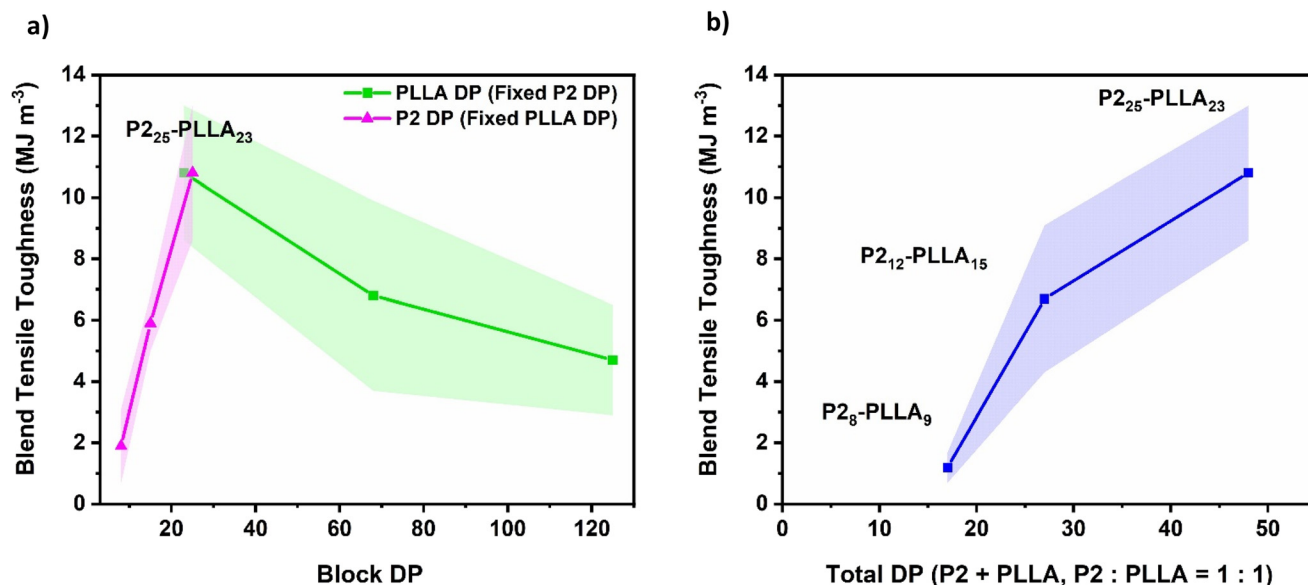 a)
Blend Tensile Toughness (MJ m⁻³)
14
12
10
8
6
4
2
0
PLLA DP (Fixed P2 DP)
P2 DP (Fixed PLLA DP)
P2₂₅-PLLA₂₃
20
40
60
80
100
120
Block DP
b)
Blend Tensile Toughness (MJ m⁻³)
14
12
10
8
6
4
2
0
P2₂₅-PLLA₂₃
P2₁₂-PLLA₁₅
P2₈-PLLA₉
0
10
20
30
40
50
Total DP (P2 + PLLA, P2 : PLLA = 1 : 1)